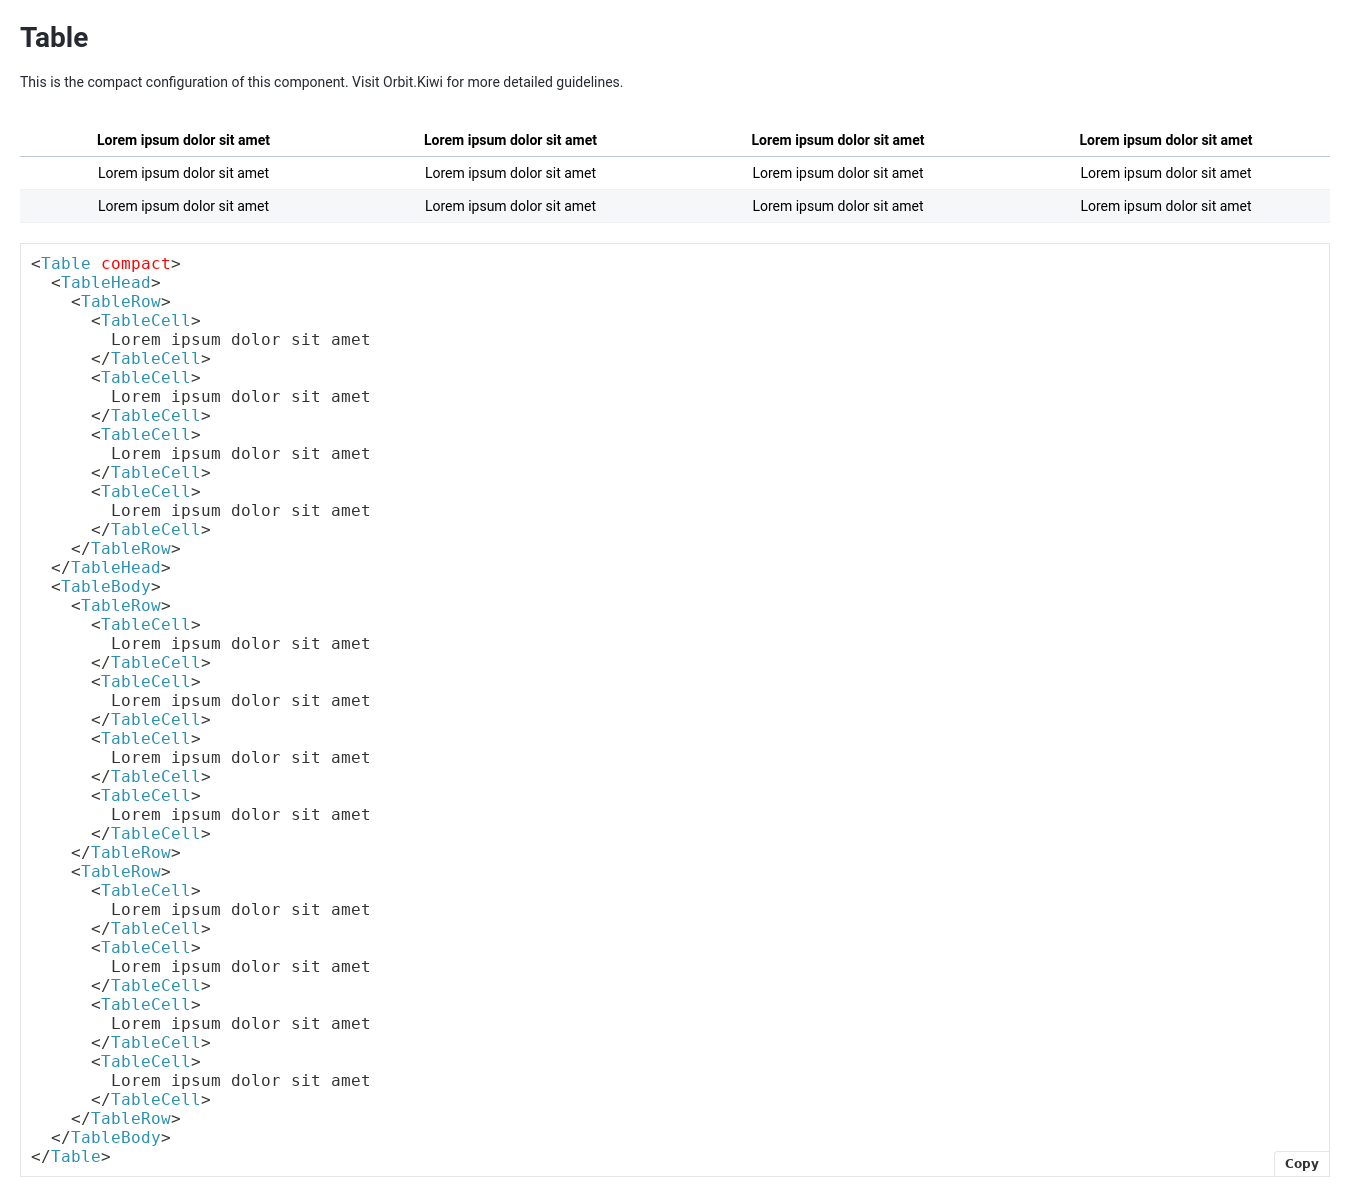 Table
This is the compact configuration of this component. Visit Orbit.Kiwi for more detailed guidelines.
Lorem ipsum dolor sit amet Lorem ipsum dolor sit amet Lorem ipsum dolor sit amet Lorem ipsum dolor sit amet
Lorem ipsum dolor sit amet Lorem ipsum dolor sit amet Lorem ipsum dolor sit amet Lorem ipsum dolor sit amet
Lorem ipsum dolor sit amet Lorem ipsum dolor sit amet Lorem ipsum dolor sit amet Lorem ipsum dolor sit amet
<Table compact>
  <TableHead>
    <TableRow>
      <TableCell>
        Lorem ipsum dolor sit amet
      </TableCell>
      <TableCell>
        Lorem ipsum dolor sit amet
      </TableCell>
      <TableCell>
        Lorem ipsum dolor sit amet
      </TableCell>
      <TableCell>
        Lorem ipsum dolor sit amet
      </TableCell>
    </TableRow>
  </TableHead>
  <TableBody>
    <TableRow>
      <TableCell>
        Lorem ipsum dolor sit amet
      </TableCell>
      <TableCell>
        Lorem ipsum dolor sit amet
      </TableCell>
      <TableCell>
        Lorem ipsum dolor sit amet
      </TableCell>
      <TableCell>
        Lorem ipsum dolor sit amet
      </TableCell>
    </TableRow>
    <TableRow>
      <TableCell>
        Lorem ipsum dolor sit amet
      </TableCell>
      <TableCell>
        Lorem ipsum dolor sit amet
      </TableCell>
      <TableCell>
        Lorem ipsum dolor sit amet
      </TableCell>
      <TableCell>
        Lorem ipsum dolor sit amet
      </TableCell>
    </TableRow>
  </TableBody>
</Table>
Copy